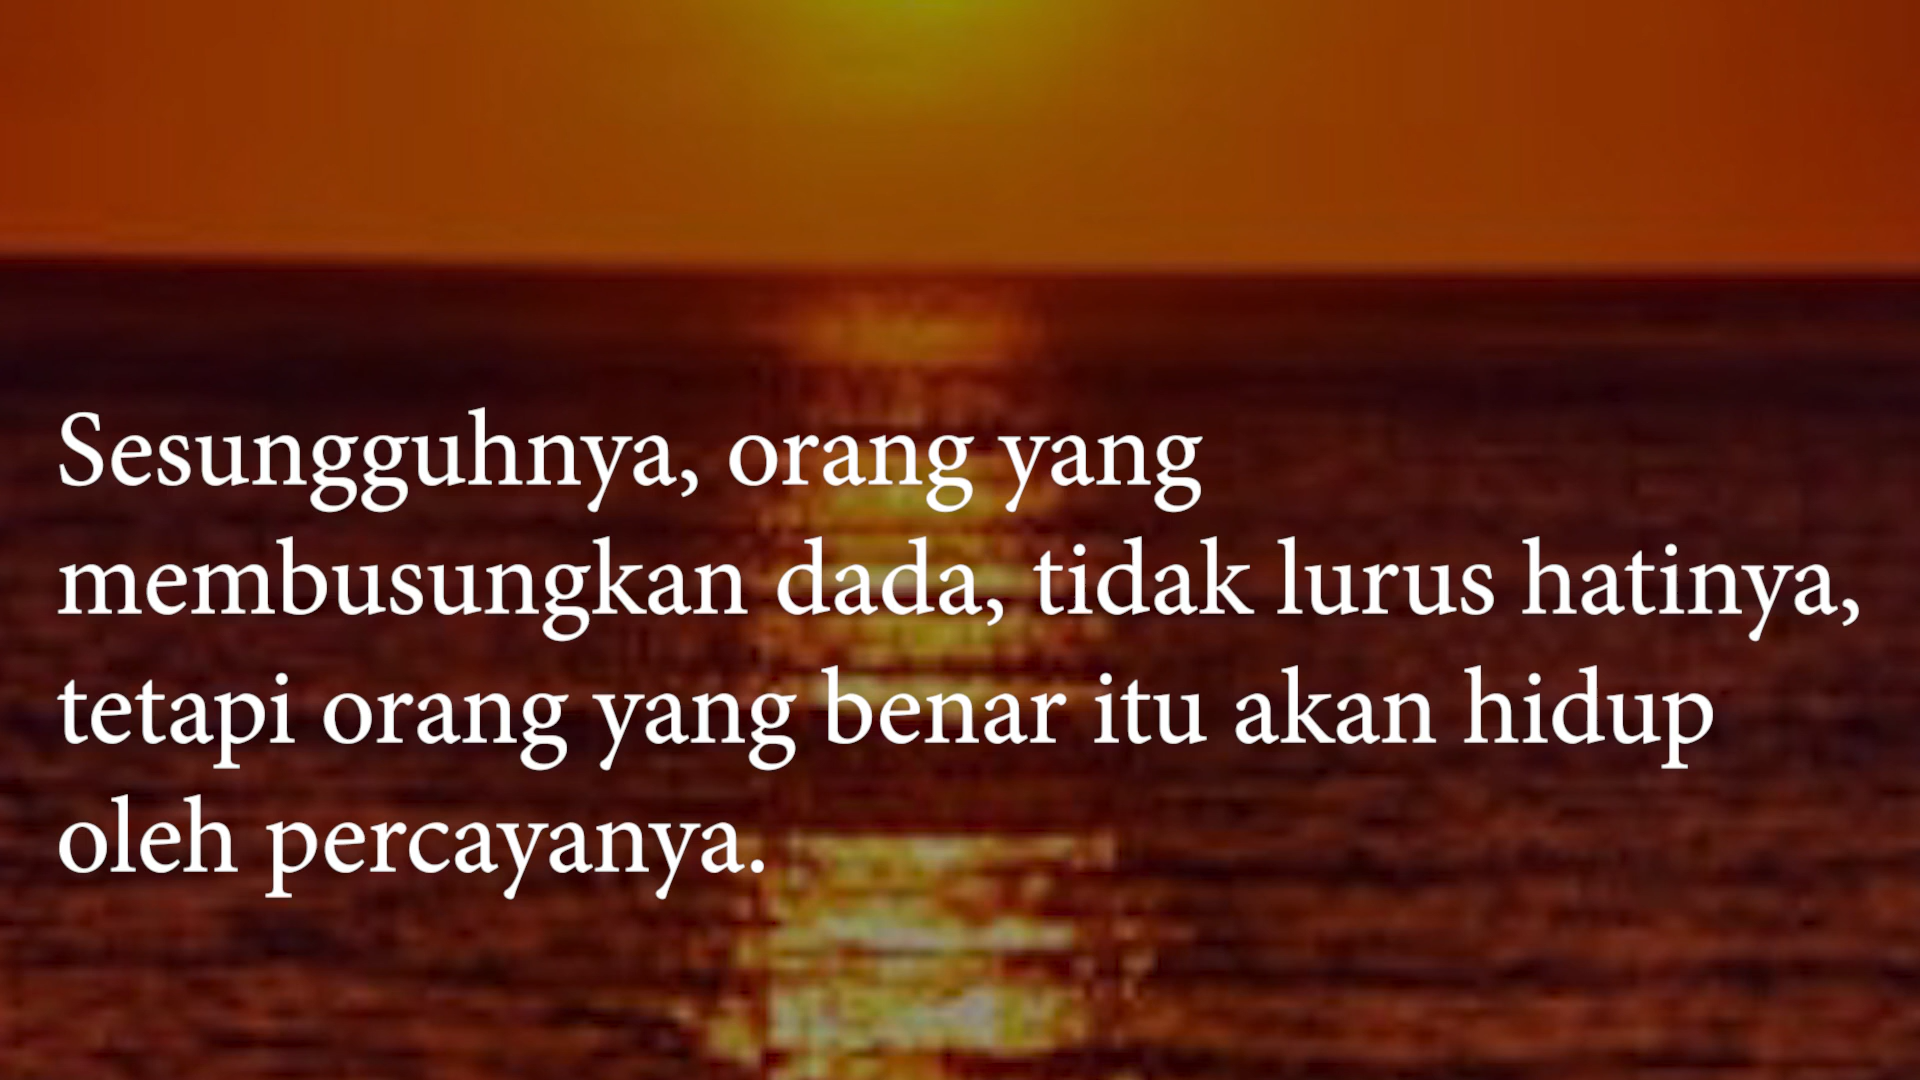 Sesungguhnya, orang yang
membusungkan dada, tidak lurus hatinya,
tetapi orang yang benar itu akan hidup
oleh percayanya.